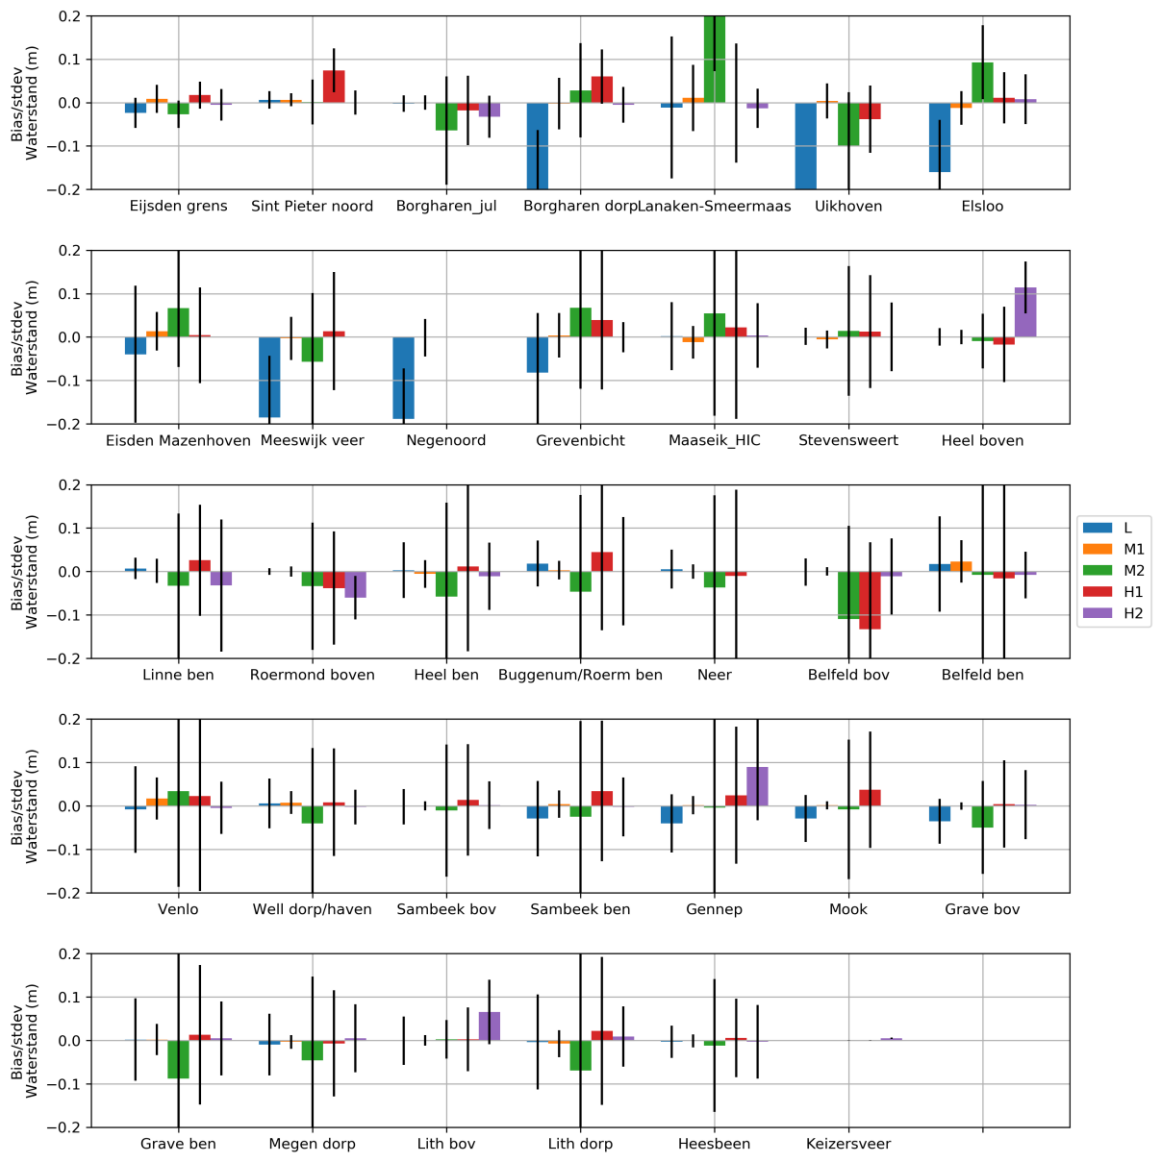 0.2
0.1
0.0
−0.1
−0.2
Bias/stdev
Waterstand (m)
Eijsden grens Sint Pieter noord Borgharen_jul Borgharen dorp Lanaken-Smeermaas Uikhoven Elsloo
0.2
0.1
0.0
−0.1
−0.2
Bias/stdev
Waterstand (m)
Eisden Mazenhoven Meeswijk veer Negenoord Grevenbicht Maaseik_HIC Stevensweert Heel boven
0.2
0.1
0.0
−0.1
−0.2
Bias/stdev
Waterstand (m)
Linne ben Roermond boven Heel ben Buggenum/Roerm ben Neer Belfeld bov Belfeld ben
L
M1
M2
H1
H2
0.2
0.1
0.0
−0.1
−0.2
Bias/stdev
Waterstand (m)
Venlo Well dorp/haven Sambeek bov Sambeek ben Gennep Mook Grave bov
0.2
0.1
0.0
−0.1
−0.2
Bias/stdev
Waterstand (m)
Grave ben Megen dorp Lith bov Lith dorp Heesbeen Keizersveer